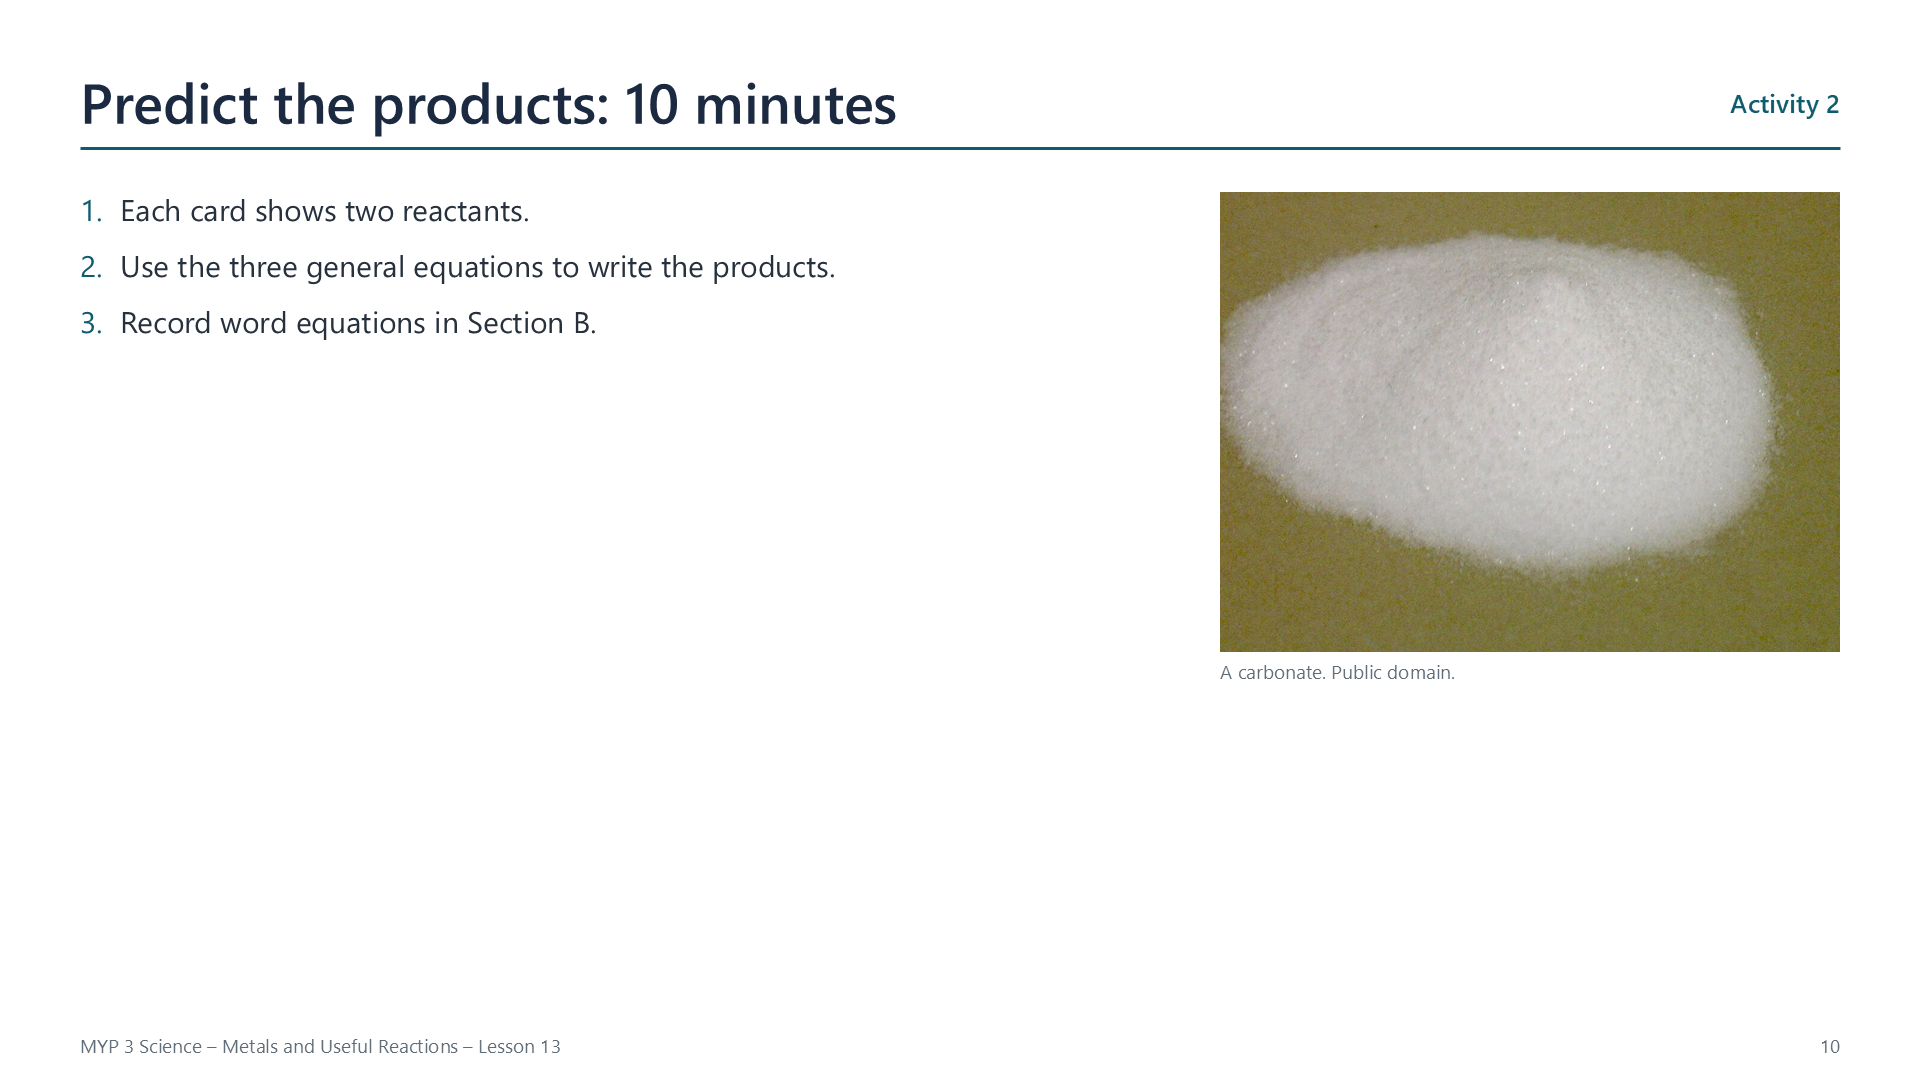 Predict the products: 10 minutes
Activity 2
1. Each card shows two reactants.
2. Use the three general equations to write the products.
3. Record word equations in Section B.
A carbonate. Public domain.
MYP 3 Science – Metals and Useful Reactions – Lesson 13
10